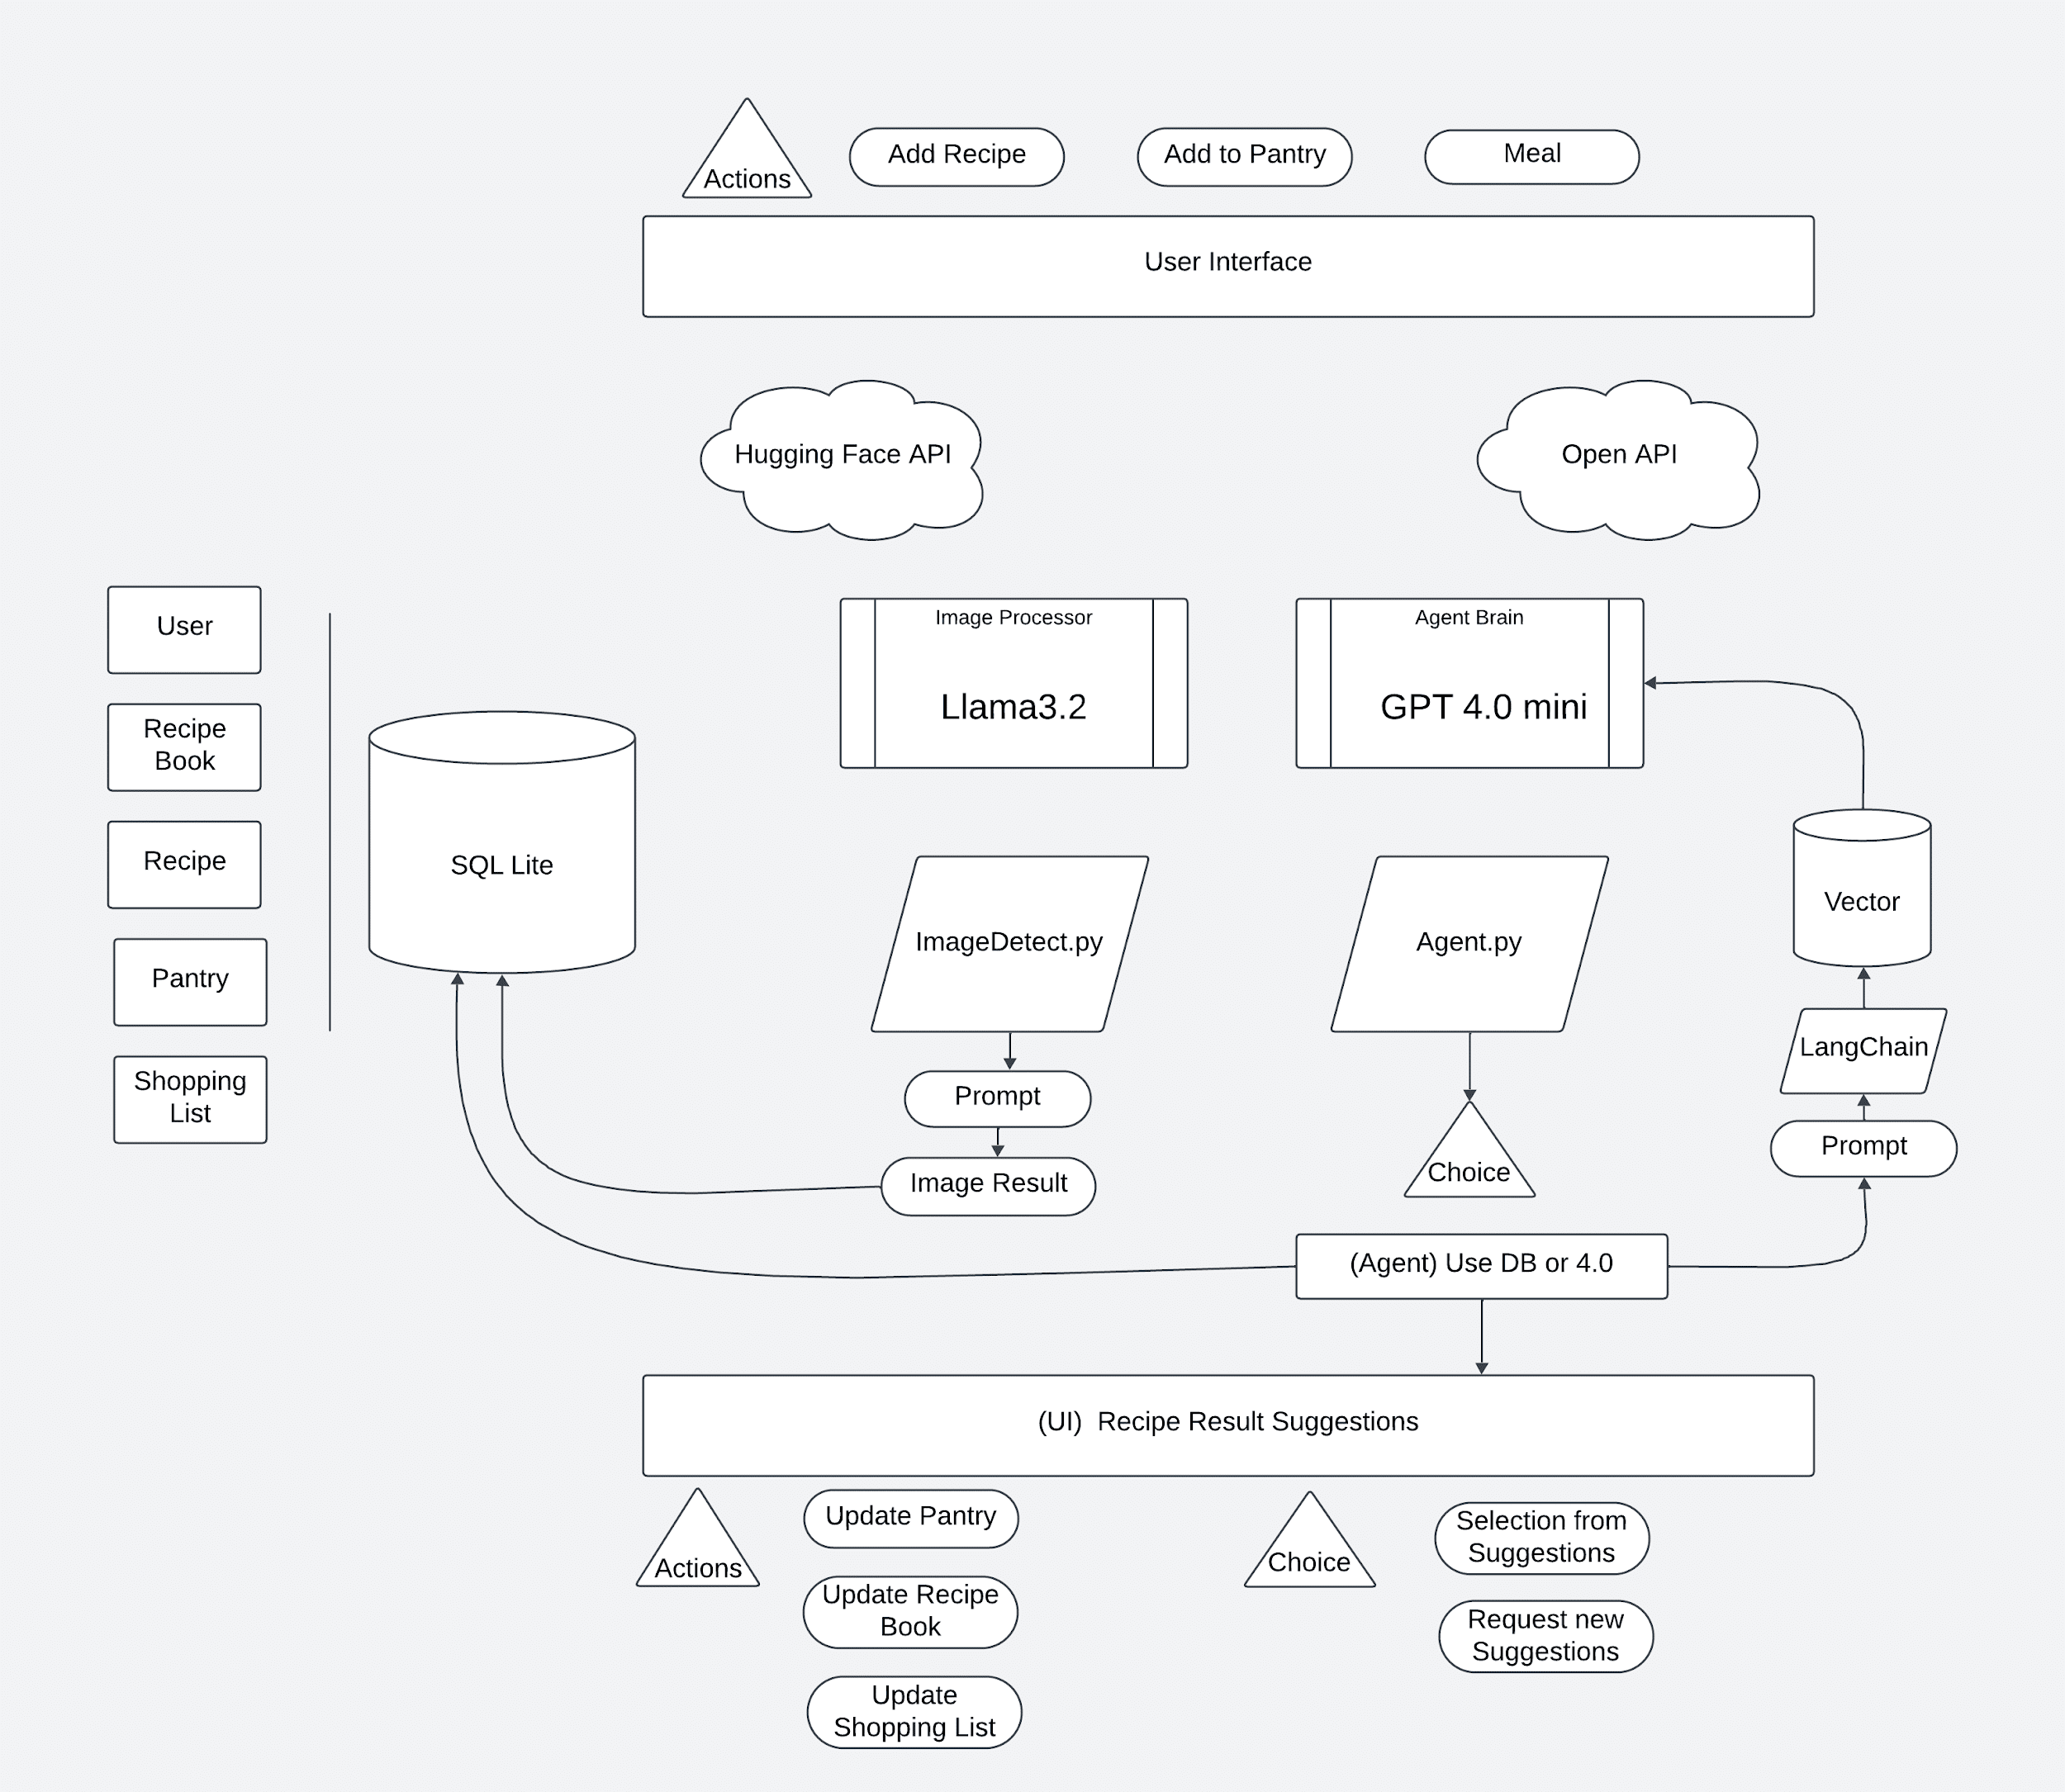 Actions
Add Recipe
Add to Pantry
Meal
User Interface
Hugging Face API
Open API
User
Recipe
Book
Recipe
Pantry
Shopping
List
SQL Lite
Image Processor
Llama3.2
Agent Brain
GPT 4.0 mini
ImageDetect.py
Agent.py
Vector
LangChain
Prompt
Prompt
Image Result
Choice
(Agent) Use DB or 4.0
(UI)  Recipe Result Suggestions
Actions
Update Pantry
Update Recipe
Book
Update
Shopping List
Choice
Selection from
Suggestions
Request new
Suggestions